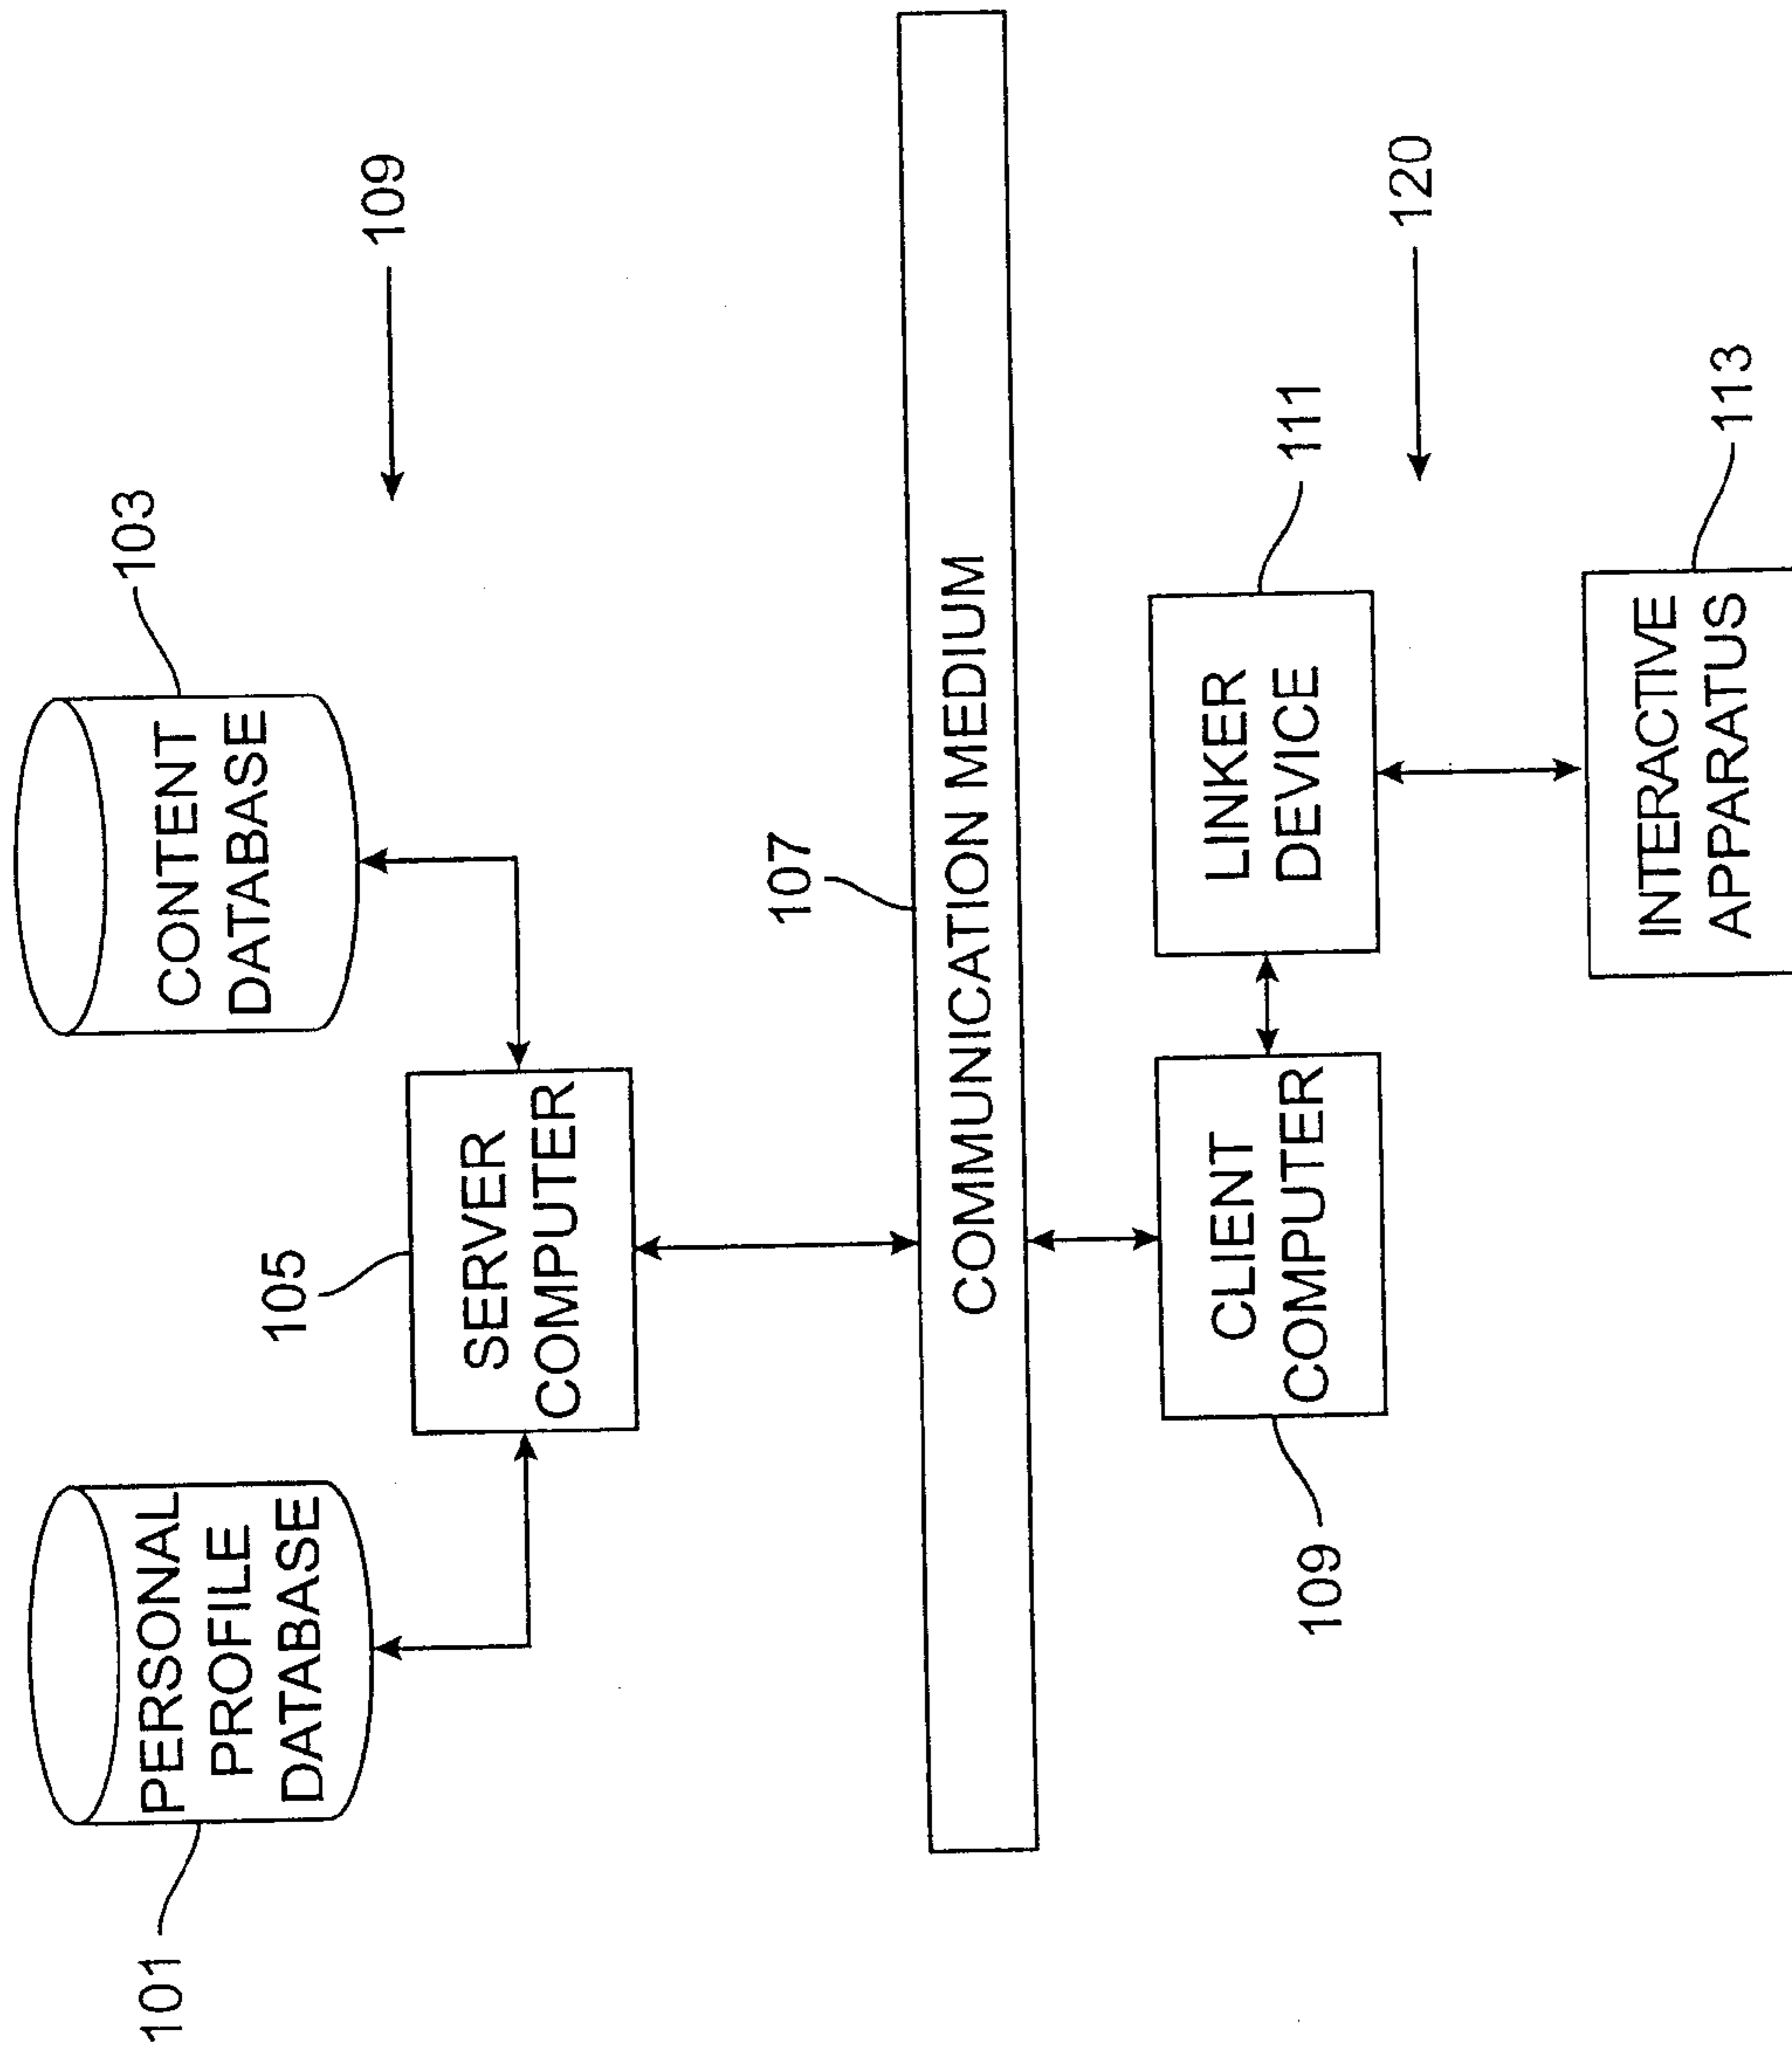 101
PERSONAL
PROFILE
DATABASE
103
CONTENT
DATABASE
109
105
SERVER
COMPUTER
107
COMMUNICATION MEDIUM
109
CLIENT
COMPUTER
111
LINKER
DEVICE
120
113
INTERACTIVE
APPARATUS